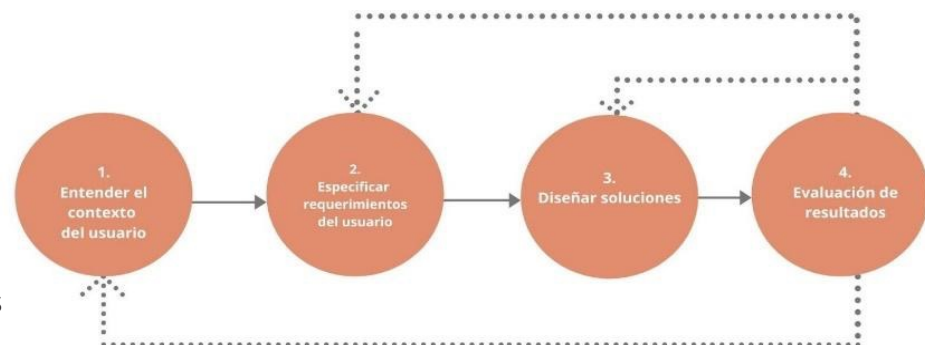 1.
Entender el
contexto
del usuario
2.
Especificar
requerimientos
del usuario
3.
Diseñar soluciones
4.
Evaluación de
resultados
s